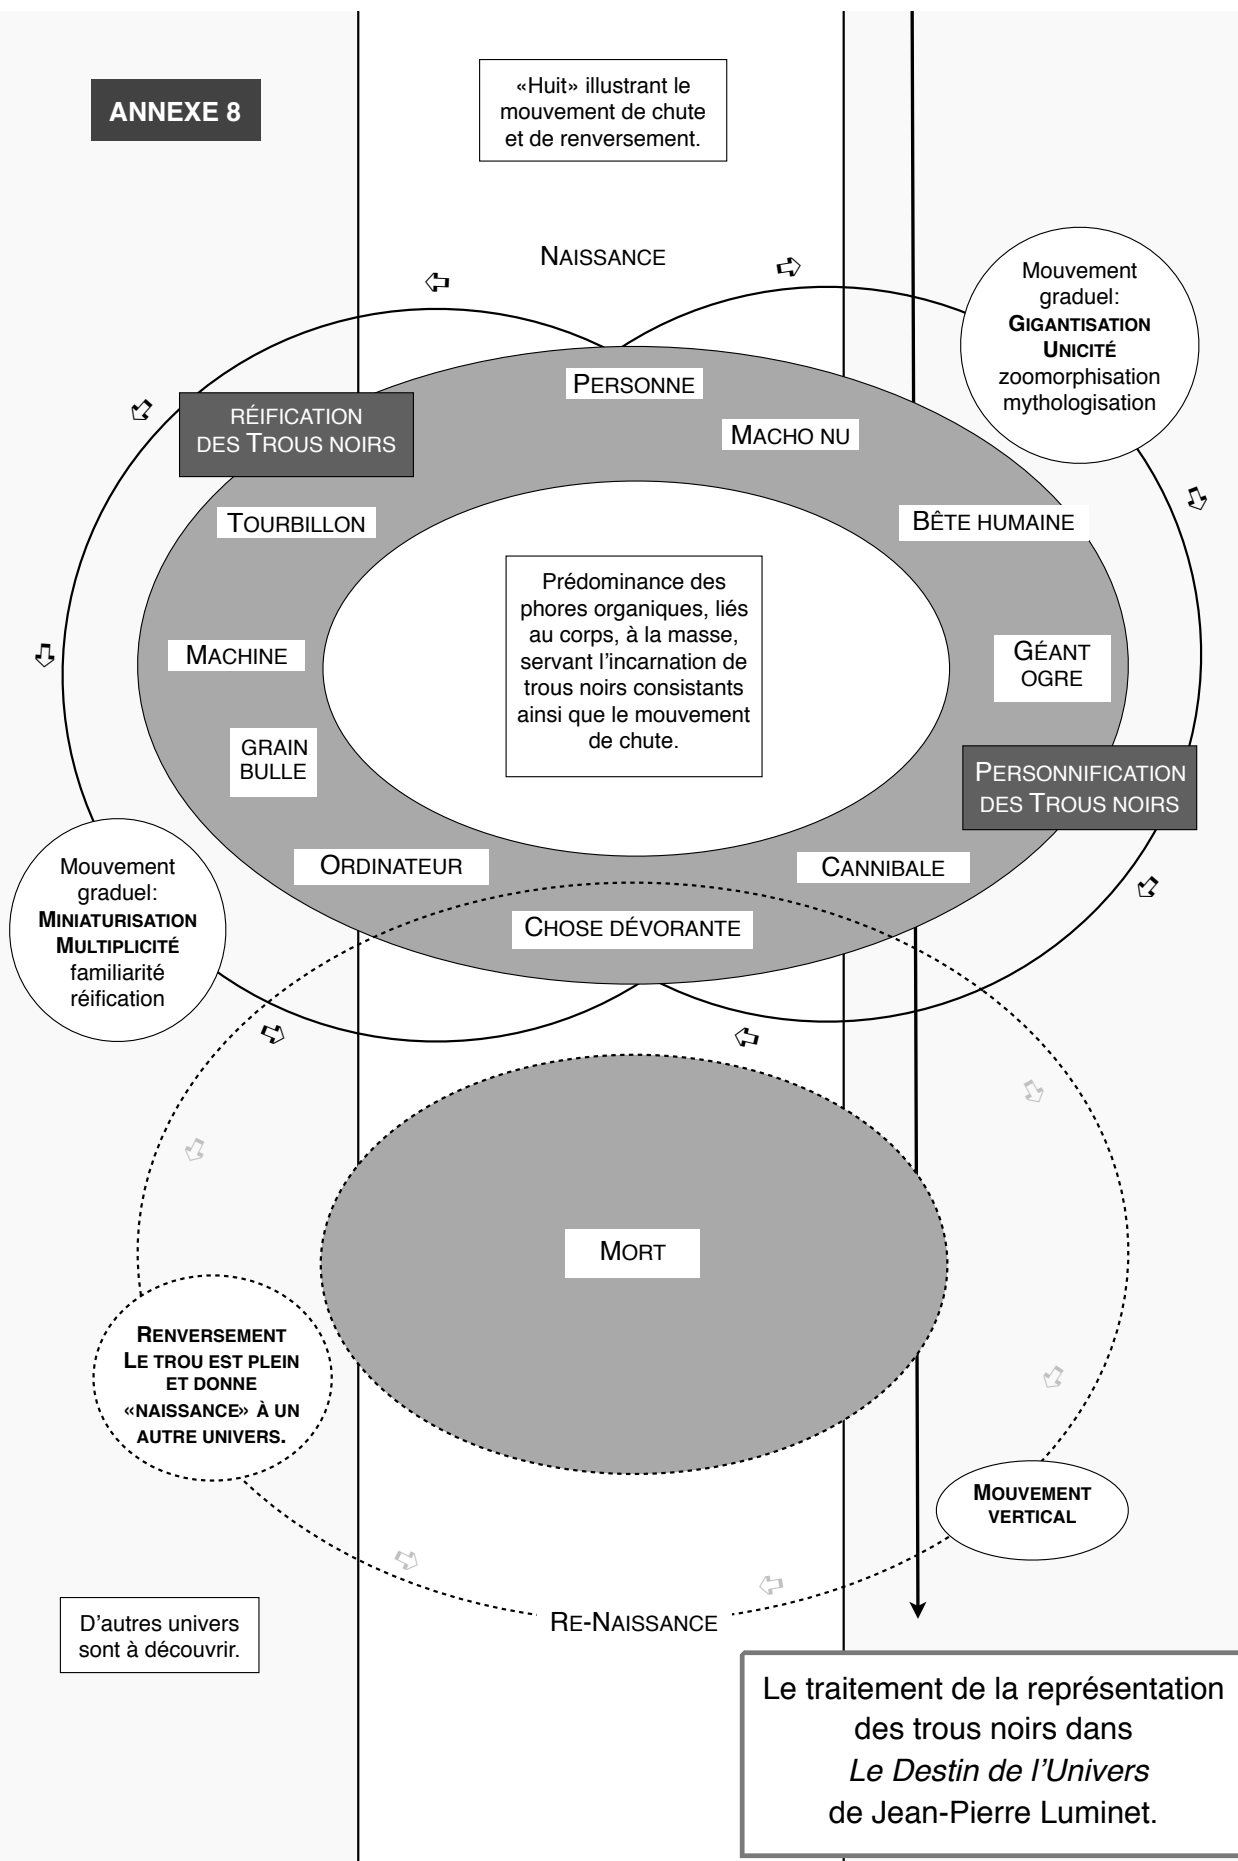 ANNEXE 8
«Huit» illustrant le
mouvement de chute
et de renversement.
NAISSANCE
Mouvement
graduel:
GIGANTISATION
UNICITÉ
zoomorphisation
mythologisation
PERSONNE
RÉIFICATION
DES TROUS NOIRS
MACHO NU
TOURBILLON
BÊTE HUMAINE
Prédominance des
phores organiques, liés
au corps, à la masse,
servant l'incarnation de
trous noirs consistants
ainsi que le mouvement
de chute.
MACHINE
GÉANT
OGRE
GRAIN
BULLE
PERSONNIFICATION
DES TROUS NOIRS
ORDINATEUR
CANNIBALE
Mouvement
graduel:
MINIATURISATION
MULTIPLICITÉ
familiarité
réification
CHOSE DÉVORANTE
MORT
RENVERSEMENT
LE TROU EST PLEIN
ET DONNE
«NAISSANCE» À UN
AUTRE UNIVERS.
MOUVEMENT
VERTICAL
RE-NAISSANCE
D'autres univers
sont à découvrir.
Le traitement de la représentation
des trous noirs dans
Le Destin de l'Univers
de Jean-Pierre Luminet.